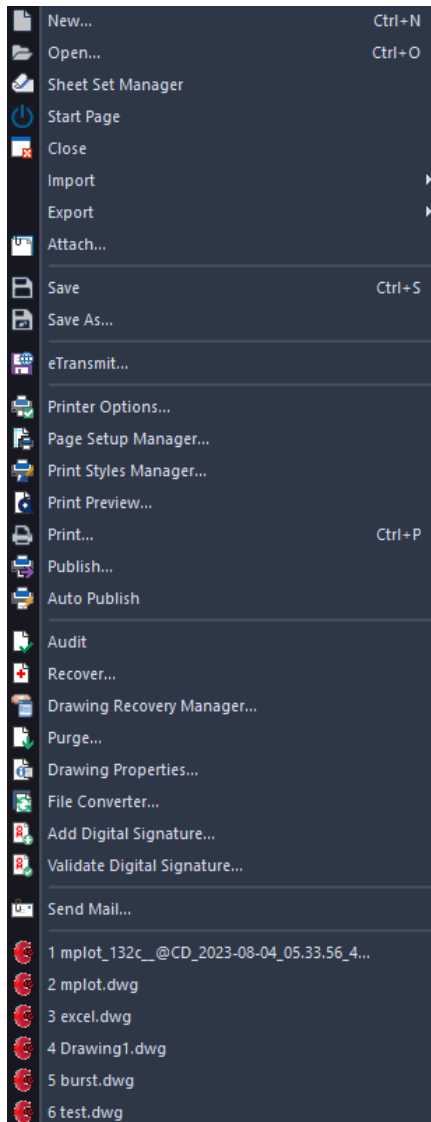 New... Ctrl+N
Open... Ctrl+O
Sheet Set Manager
Start Page
Close
Import
Export
Attach...
Save Ctrl+S
Save As...
eTransmit...
Printer Options...
Page Setup Manager...
Print Styles Manager...
Print Preview...
Print... Ctrl+P
Publish...
Auto Publish
Audit
Recover...
Drawing Recovery Manager...
Purge...
Drawing Properties...
File Converter...
Add Digital Signature...
Validate Digital Signature...
Send Mail...
1 mplot_132c__@CD_2023-08-04_05.33.56_4...
2 mplot.dwg
3 excel.dwg
4 Drawing1.dwg
5 burst.dwg
6 test.dwg